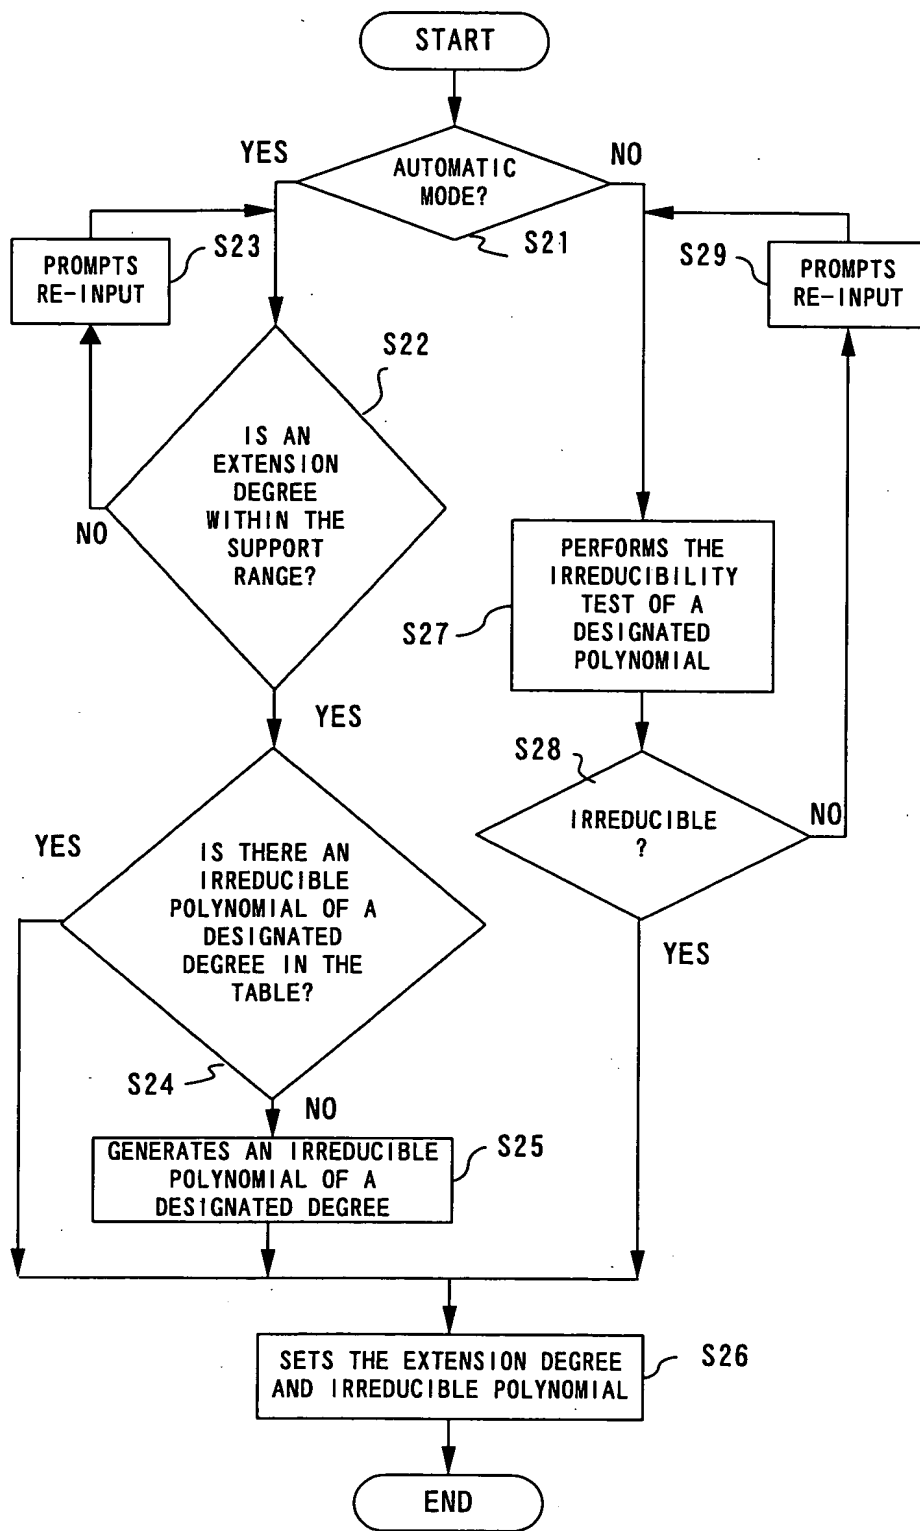 START
YES
AUTOMATIC
MODE?
NO
S21
S23
PROMPTS
RE-INPUT
S29
PROMPTS
RE-INPUT
S22
IS AN
EXTENSION
DEGREE
WITHIN THE
SUPPORT
RANGE?
NO
YES
PERFORMS THE
IRREDUCIBILITY
TEST OF A
DESIGNATED
POLYNOMIAL
S27
S28
IRREDUCIBLE
?
NO
YES
YES
IS THERE AN
IRREDUCIBLE
POLYNOMIAL OF A
DESIGNATED
DEGREE IN THE
TABLE?
S24
NO
GENERATES AN IRREDUCIBLE
POLYNOMIAL OF A
DESIGNATED DEGREE
S25
SETS THE EXTENSION DEGREE
AND IRREDUCIBLE POLYNOMIAL
S26
END